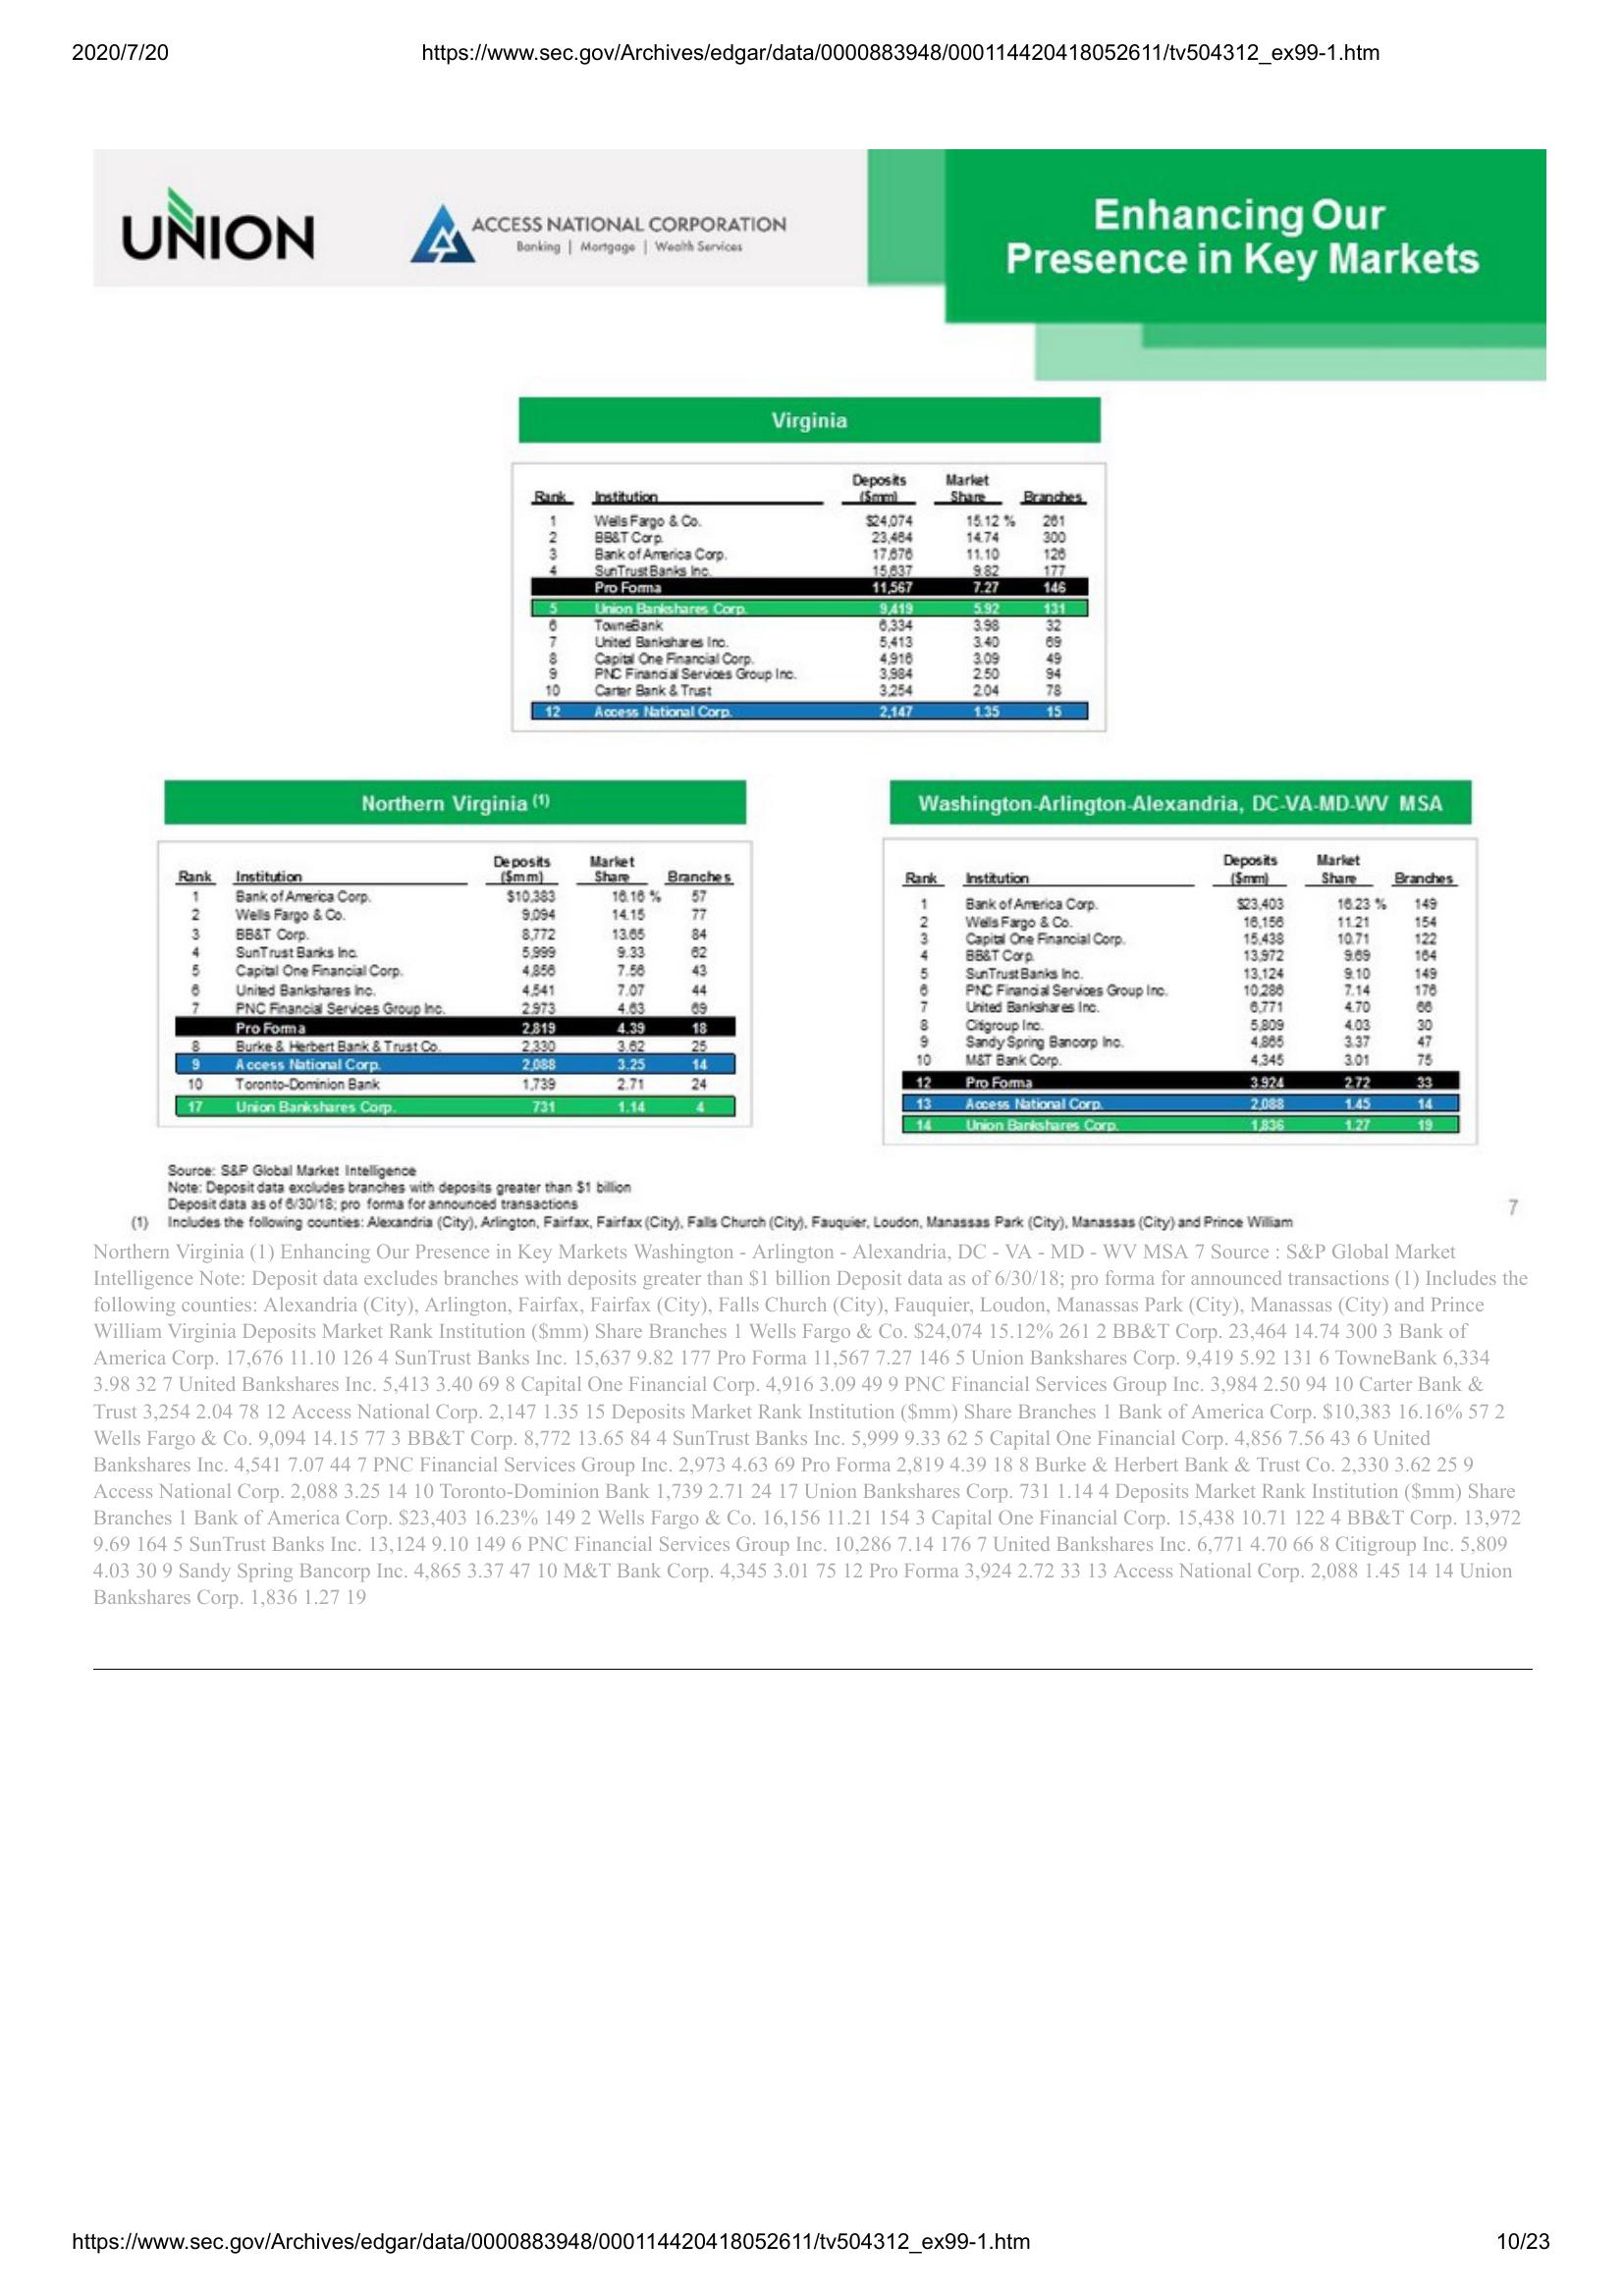 2020/7/20
https://www.sec.gov/Archives/edgar/data/0000883948/000114420418052611/tv504312_ex99-1.htm
UNION
ACCESS NATIONAL CORPORATION
Banking | Mortgage | Wealth Services
Enhancing Our
Presence in Key Markets
Virginia
Deposits Market
Rank Institution ($mm) Share Branches
1 Wells Fargo & Co. $24,074 15.12 % 261
2 BB&T Corp. 23,464 14.74 300
3 Bank of America Corp. 17,676 11.10 126
4 SunTrust Banks Inc. 15,637 9.82 177
Pro Forma 11,567 7.27 146
5 Union Bankshares Corp. 9,419 5.92 131
6 TowneBank 6,334 3.98 32
7 United Bankshares Inc. 5,413 3.40 69
8 Capital One Financial Corp. 4,916 3.09 49
9 PNC Financial Services Group Inc. 3,984 2.50 94
10 Carter Bank & Trust 3,254 2.04 78
12 Access National Corp. 2,147 1.35 15
Northern Virginia (1)
Deposits Market
Rank Institution ($mm) Share Branches
1 Bank of America Corp. $10,383 16.16 % 57
2 Wells Fargo & Co. 9,094 14.15 77
3 BB&T Corp. 8,772 13.65 84
4 SunTrust Banks Inc. 5,999 9.33 62
5 Capital One Financial Corp. 4,856 7.56 43
6 United Bankshares Inc. 4,541 7.07 44
7 PNC Financial Services Group Inc. 2,973 4.63 69
Pro Forma 2,819 4.39 18
8 Burke & Herbert Bank & Trust Co. 2,330 3.62 25
9 Access National Corp. 2,088 3.25 14
10 Toronto-Dominion Bank 1,739 2.71 24
17 Union Bankshares Corp. 731 1.14 4
Washington-Arlington-Alexandria, DC-VA-MD-WV MSA
Deposits Market
Rank Institution ($mm) Share Branches
1 Bank of America Corp. $23,403 16.23 % 149
2 Wells Fargo & Co. 16,156 11.21 154
3 Capital One Financial Corp. 15,438 10.71 122
4 BB&T Corp. 13,972 9.69 164
5 SunTrust Banks Inc. 13,124 9.10 149
6 PNC Financial Services Group Inc. 10,286 7.14 176
7 United Bankshares Inc. 6,771 4.70 66
8 Citigroup Inc. 5,809 4.03 30
9 Sandy Spring Bancorp Inc. 4,865 3.37 47
10 M&T Bank Corp. 4,345 3.01 75
12 Pro Forma 3,924 2.72 33
13 Access National Corp. 2,088 1.45 14
14 Union Bankshares Corp. 1,836 1.27 19
Source: S&P Global Market Intelligence
Note: Deposit data excludes branches with deposits greater than $1 billion
Deposit data as of 6/30/18; pro forma for announced transactions
(1) Includes the following counties: Alexandria (City), Arlington, Fairfax, Fairfax (City), Falls Church (City), Fauquier, Loudon, Manassas Park (City), Manassas (City) and Prince William
7
Northern Virginia (1) Enhancing Our Presence in Key Markets Washington - Arlington - Alexandria, DC - VA - MD - WV MSA 7 Source : S&P Global Market
Intelligence Note: Deposit data excludes branches with deposits greater than $1 billion Deposit data as of 6/30/18; pro forma for announced transactions (1) Includes the
following counties: Alexandria (City), Arlington, Fairfax, Fairfax (City), Falls Church (City), Fauquier, Loudon, Manassas Park (City), Manassas (City) and Prince
William Virginia Deposits Market Rank Institution ($mm) Share Branches 1 Wells Fargo & Co. $24,074 15.12% 261 2 BB&T Corp. 23,464 14.74 300 3 Bank of
America Corp. 17,676 11.10 126 4 SunTrust Banks Inc. 15,637 9.82 177 Pro Forma 11,567 7.27 146 5 Union Bankshares Corp. 9,419 5.92 131 6 TowneBank 6,334
3.98 32 7 United Bankshares Inc. 5,413 3.40 69 8 Capital One Financial Corp. 4,916 3.09 49 9 PNC Financial Services Group Inc. 3,984 2.50 94 10 Carter Bank &
Trust 3,254 2.04 78 12 Access National Corp. 2,147 1.35 15 Deposits Market Rank Institution ($mm) Share Branches 1 Bank of America Corp. $10,383 16.16% 57 2
Wells Fargo & Co. 9,094 14.15 77 3 BB&T Corp. 8,772 13.65 84 4 SunTrust Banks Inc. 5,999 9.33 62 5 Capital One Financial Corp. 4,856 7.56 43 6 United
Bankshares Inc. 4,541 7.07 44 7 PNC Financial Services Group Inc. 2,973 4.63 69 Pro Forma 2,819 4.39 18 8 Burke & Herbert Bank & Trust Co. 2,330 3.62 25 9
Access National Corp. 2,088 3.25 14 10 Toronto-Dominion Bank 1,739 2.71 24 17 Union Bankshares Corp. 731 1.14 4 Deposits Market Rank Institution ($mm) Share
Branches 1 Bank of America Corp. $23,403 16.23% 149 2 Wells Fargo & Co. 16,156 11.21 154 3 Capital One Financial Corp. 15,438 10.71 122 4 BB&T Corp. 13,972
9.69 164 5 SunTrust Banks Inc. 13,124 9.10 149 6 PNC Financial Services Group Inc. 10,286 7.14 176 7 United Bankshares Inc. 6,771 4.70 66 8 Citigroup Inc. 5,809
4.03 30 9 Sandy Spring Bancorp Inc. 4,865 3.37 47 10 M&T Bank Corp. 4,345 3.01 75 12 Pro Forma 3,924 2.72 33 13 Access National Corp. 2,088 1.45 14 14 Union
Bankshares Corp. 1,836 1.27 19
https://www.sec.gov/Archives/edgar/data/0000883948/000114420418052611/tv504312_ex99-1.htm
10/23